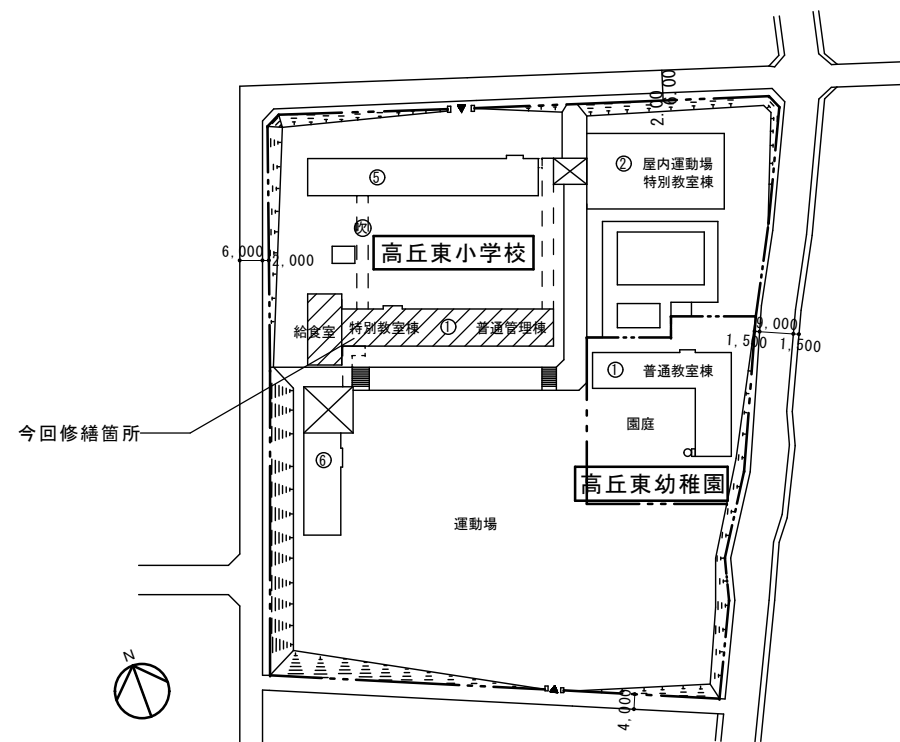 2,000
6,000
② 屋内運動場
特別教室棟
⑤
吹
高丘東小学校
6,000
2,000
給食室
特別教室棟
① 普通管理棟
9,000
1,500
1,500
① 普通教室棟
園庭
今回修繕箇所
⑥
高丘東幼稚園
運動場
N
4,000